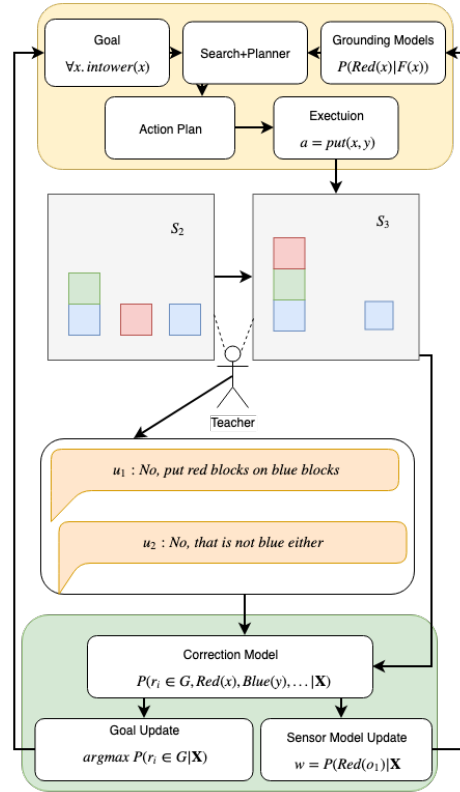 Goal
∀x.intower(x)
Search+Planner
Grounding Models
P(Red(x)|F(x))
Action Plan
Exectuion
a = put(x, y)
S₂
S₃
Teacher
u₁ : No, put red blocks on blue blocks
u₂ : No, that is not blue either
Correction Model
P(rᵢ ∈ G, Red(x), Blue(y), . . . |X)
Goal Update
argmax P(rᵢ ∈ G|X)
Sensor Model Update
w = P(Red(o₁)|X